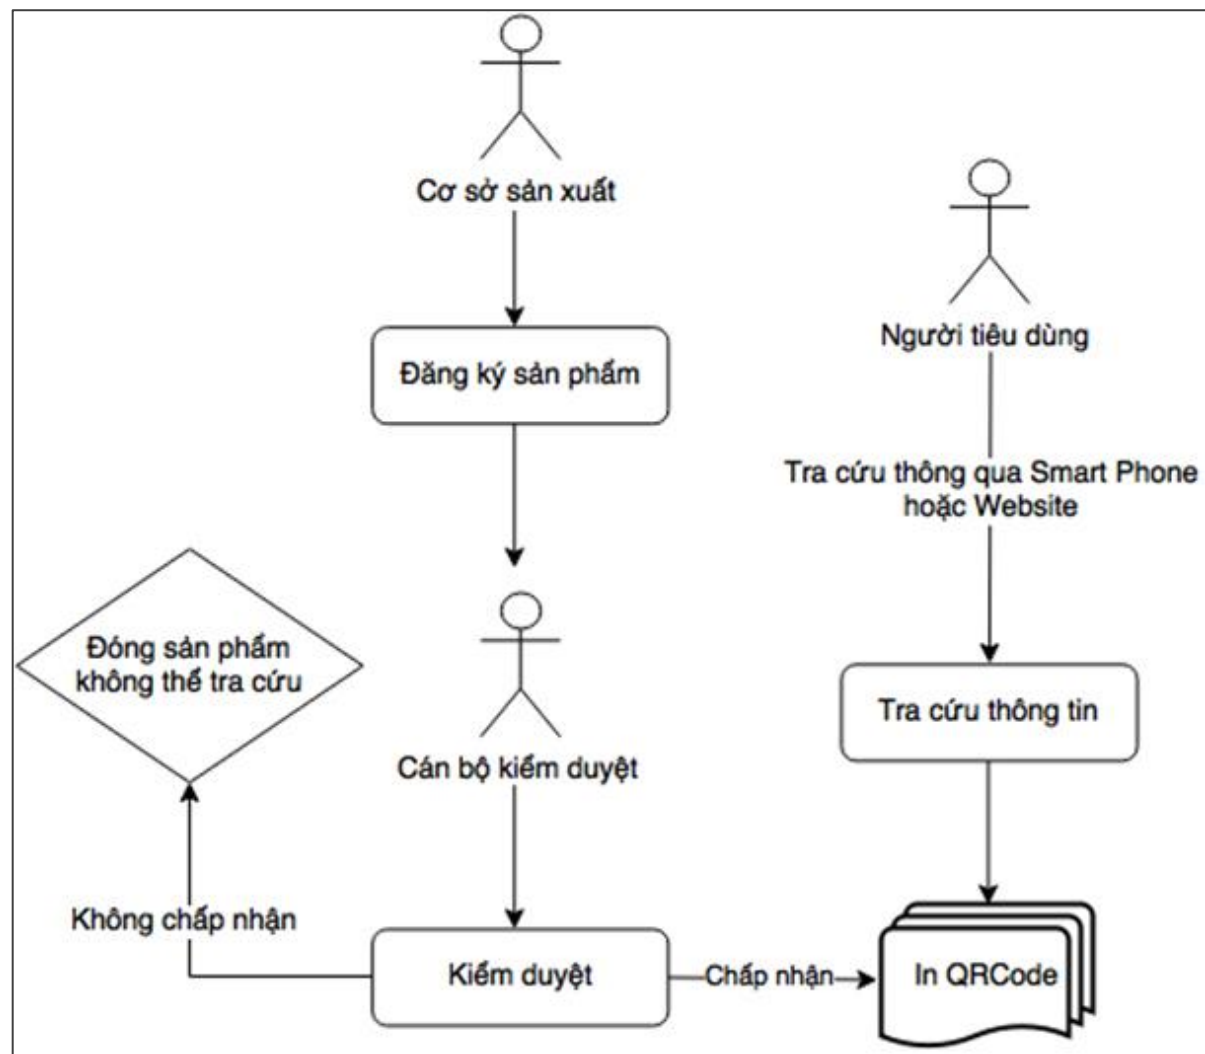 Cơ sở sản xuất
Đăng ký sản phẩm
Người tiêu dùng
Tra cứu thông qua Smart Phone
hoặc Website
Đóng sản phẩm
không thể tra cứu
Cán bộ kiểm duyệt
Tra cứu thông tin
Không chấp nhận
Kiểm duyệt
Chấp nhận
In QRCode